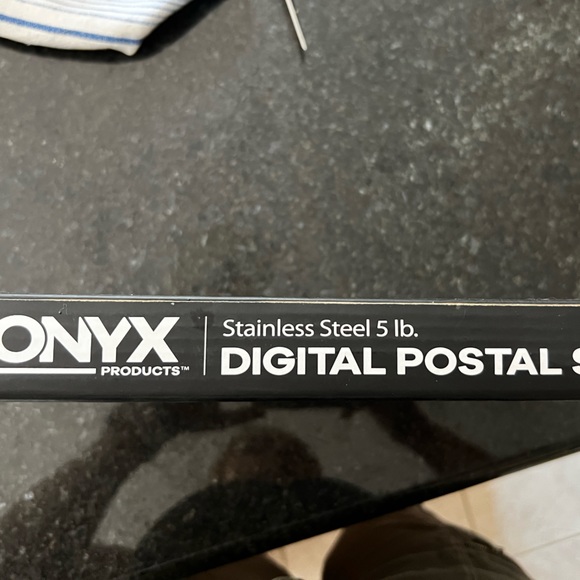 ONYX
PRODUCTS™
Stainless Steel 5 lb.
DIGITAL POSTAL S